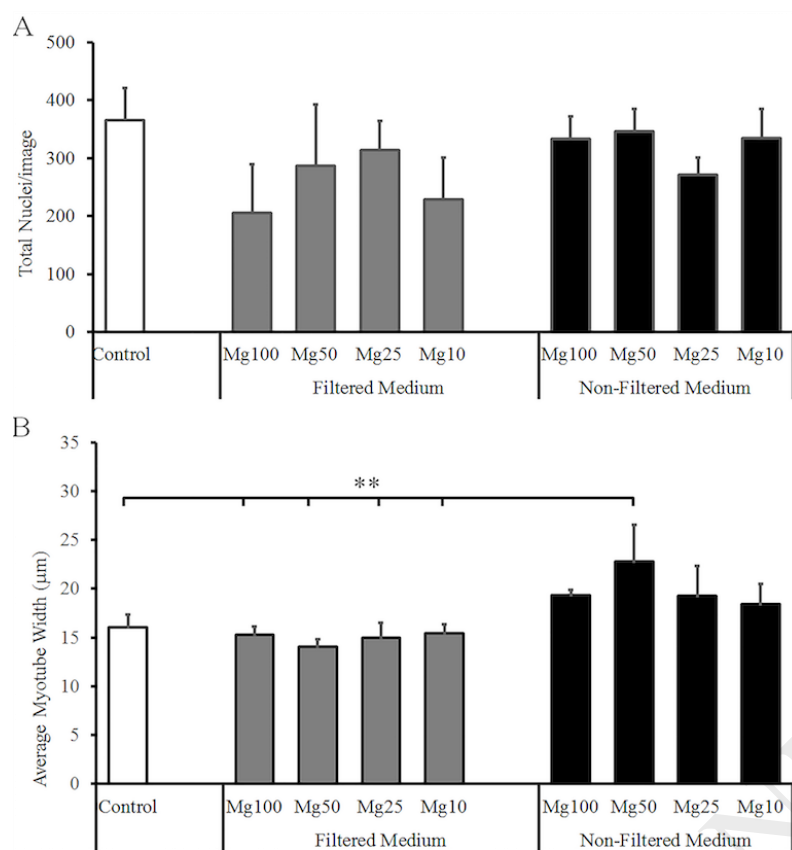 A
500
400
300
200
100
0
Total Nuclei/image
Control Mg100 Mg50 Mg25 Mg10 Mg100 Mg50 Mg25 Mg10
Filtered Medium Non-Filtered Medium
B
35
30
25
20
15
10
5
0
Average Myotube Width (μm)
**
Control Mg100 Mg50 Mg25 Mg10 Mg100 Mg50 Mg25 Mg10
Filtered Medium Non-Filtered Medium